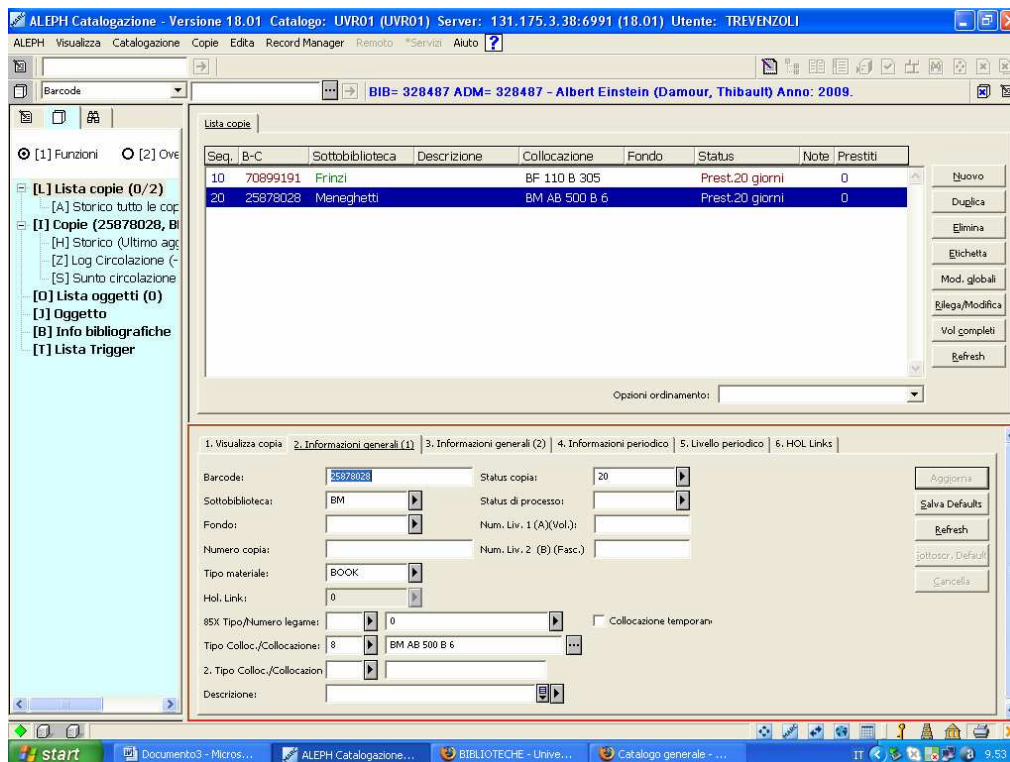 ALEPH Catalogazione - Versione 18.01 Catalogo: UVR01 (UVR01) Server: 131.175.3.38:6991 (18.01) Utente: TREVENZOLI
ALEPH Visualizza Catalogazione Copie Edita Record Manager Remoto *Servizi Aiuto ?
Barcode BIB= 328487 ADM= 328487 - Albert Einstein (Damour, Thibault) Anno: 2009.
[1] Funzioni [2] Ove
[L] Lista copie (0/2)
[A] Storico tutto le cop
[I] Copie (25878028, B
[H] Storico (Ultimo agg
[Z] Log Circolazione (-
[S] Sunto circolazione
[O] Lista oggetti (0)
[J] Oggetto
[B] Info bibliografiche
[T] Lista Trigger
Lista copie
Seq. B-C Sottobiblioteca Descrizione Collocazione Fondo Status Note Prestiti
10 70899191 Frinzi BF 110 B 305 Prest.20 giorni 0
20 25878028 Meneghetti BM AB 500 B 6 Prest.20 giorni 0
Nuovo
Duplica
Elimina
Etichetta
Mod. globali
Rilega/Modifica
Vol completi
Refresh
Opzioni ordinamento:
1. Visualizza copia 2. Informazioni generali (1) 3. Informazioni generali (2) 4. Informazioni periodico 5. Livello periodico 6. HOL Links
Barcode: 25878028 Status copia: 20
Sottobiblioteca: BM Status di processo:
Fondo: Num. Liv. 1 (A)(Vol.):
Numero copia: Num. Liv. 2 (B) (Fasc.)
Tipo materiale: BOOK
Hol. Link: 0
85X Tipo/Numero legame: 0 Collocazione temporan
Tipo Colloc./Collocazione: 8 BM AB 500 B 6
2. Tipo Colloc./Collocazion
Descrizione:
Aggiorna
Salva Defaults
Refresh
Sottoscr. Default
Cancella
start Documento3 - Micros... ALEPH Catalogazione... BIBLIOTECHE - Unive... Catalogo generale - ... IT 9.53